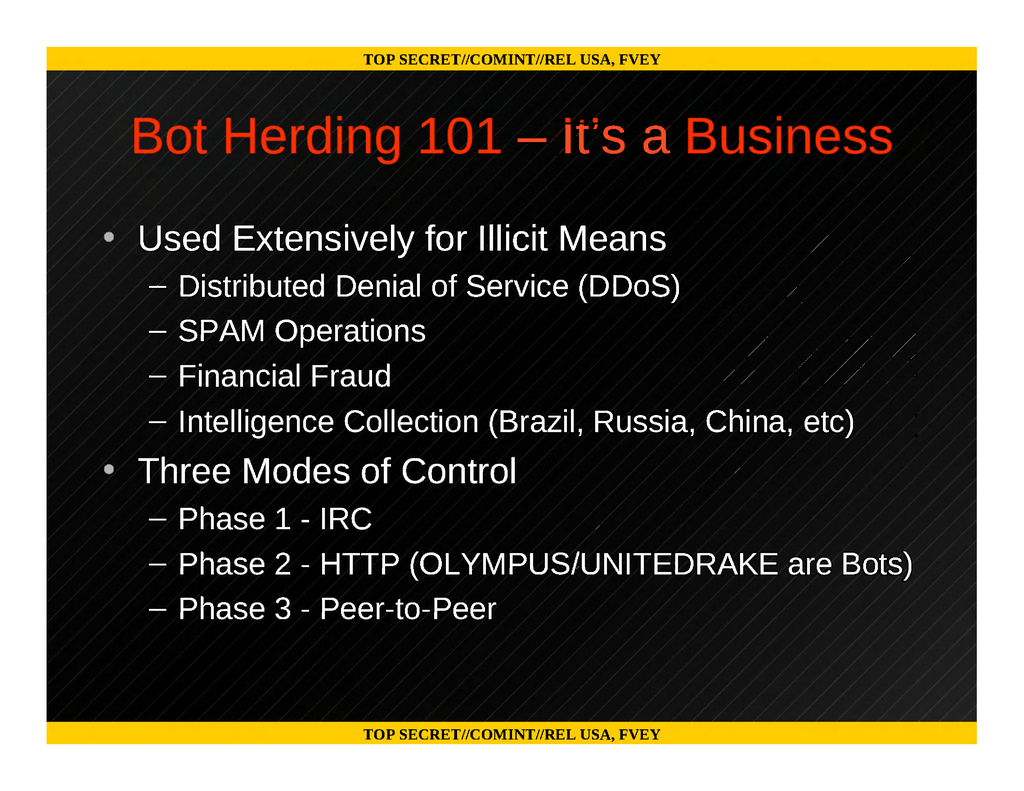 TOP SECRET//COMINT//REL USA, FVEY
Bot Herding 101 – It's a Business
• Used Extensively for Illicit Means
– Distributed Denial of Service (DDoS)
– SPAM Operations
– Financial Fraud
– Intelligence Collection (Brazil, Russia, China, etc)
• Three Modes of Control
– Phase 1 - IRC
– Phase 2 - HTTP (OLYMPUS/UNITEDRAKE are Bots)
– Phase 3 - Peer-to-Peer
TOP SECRET//COMINT//REL USA, FVEY